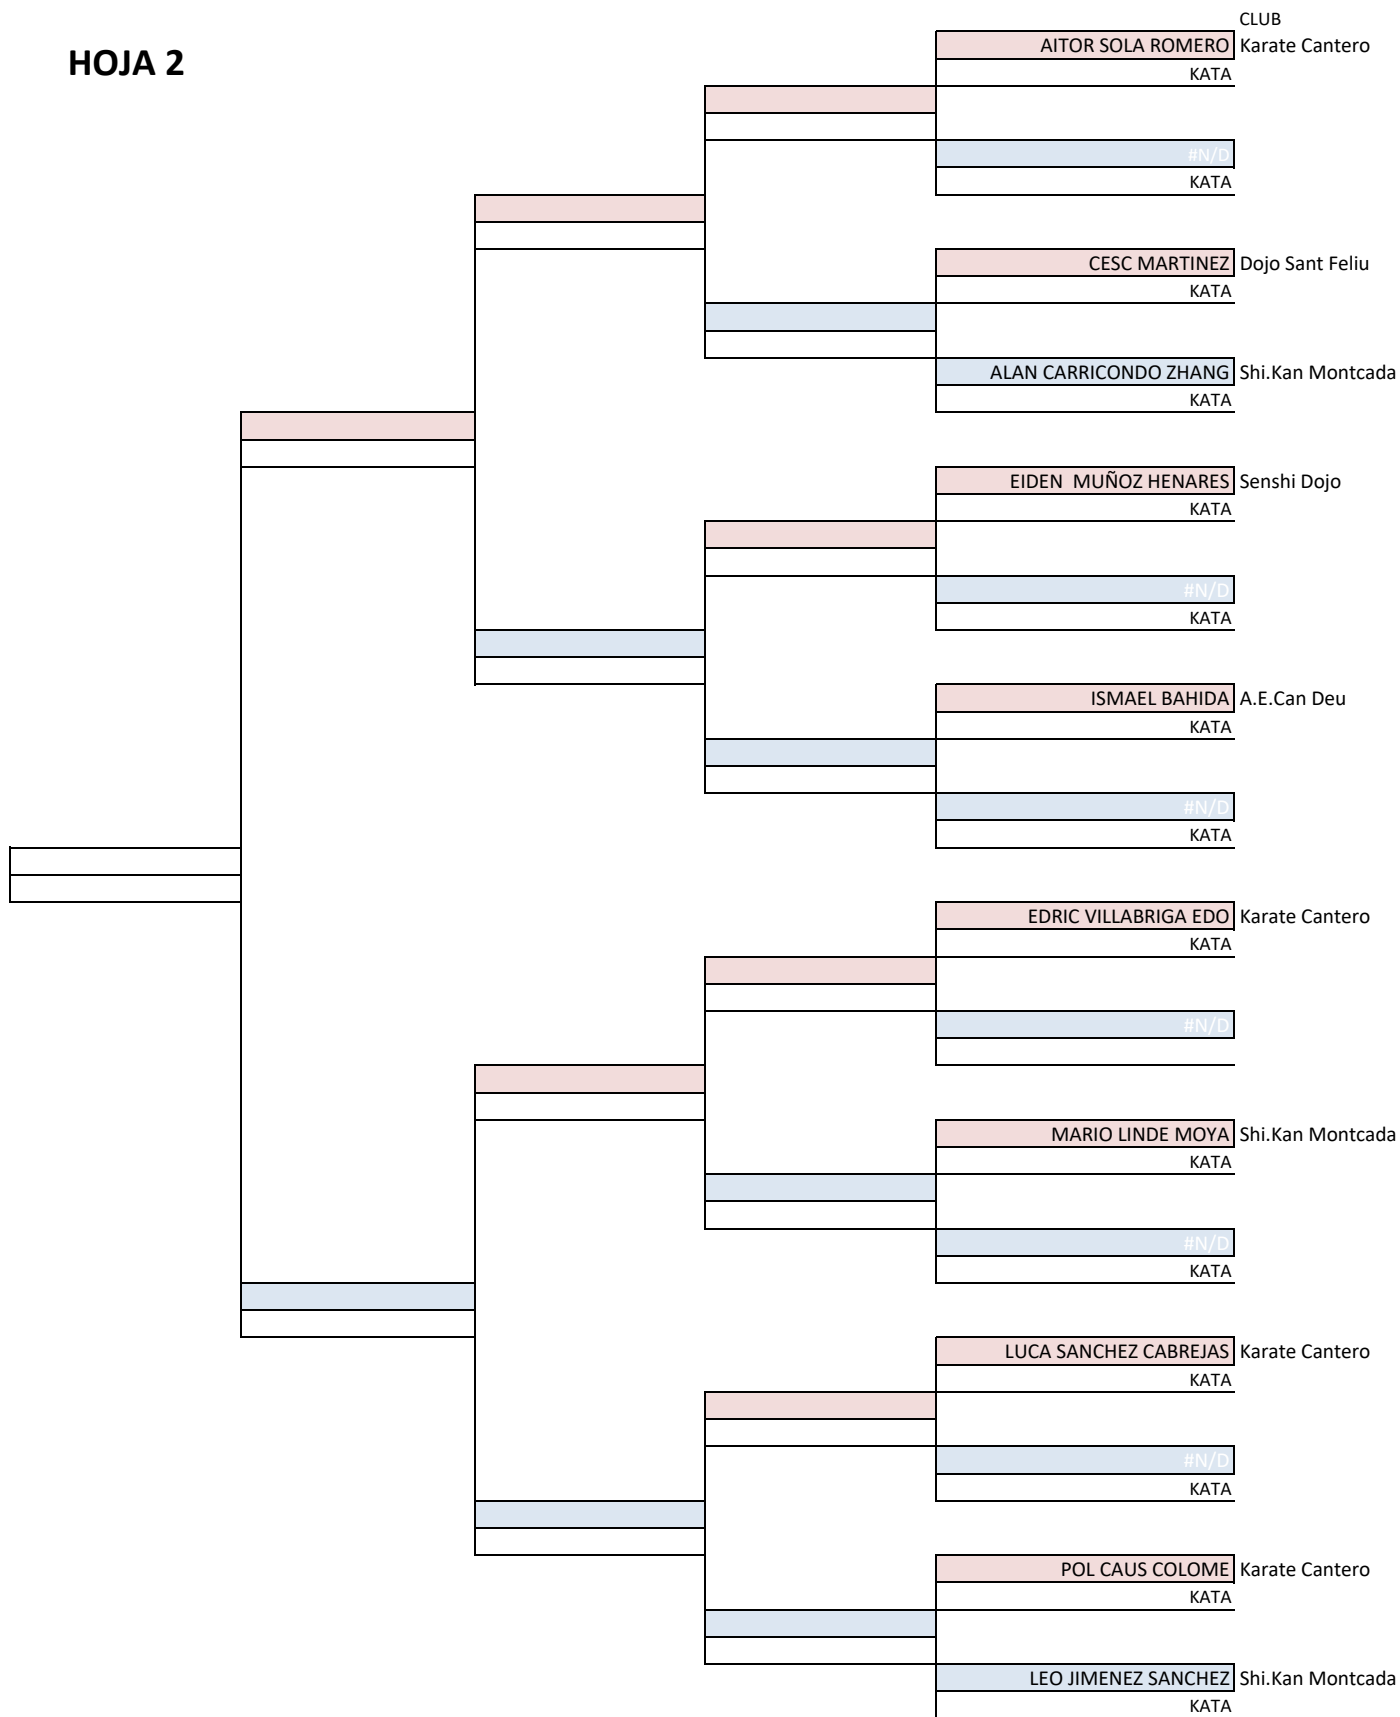 CLUB
HOJA 2
AITOR SOLA ROMERO Karate Cantero
KATA
#N/D
KATA
CESC MARTINEZ Dojo Sant Feliu
KATA
ALAN CARRICONDO ZHANG Shi.Kan Montcada
KATA
EIDEN  MUÑOZ HENARES Senshi Dojo
KATA
#N/D
KATA
ISMAEL BAHIDA A.E.Can Deu
KATA
#N/D
KATA
EDRIC VILLABRIGA EDO Karate Cantero
KATA
#N/D
MARIO LINDE MOYA Shi.Kan Montcada
KATA
#N/D
KATA
LUCA SANCHEZ CABREJAS Karate Cantero
KATA
#N/D
KATA
POL CAUS COLOME Karate Cantero
KATA
LEO JIMENEZ SANCHEZ Shi.Kan Montcada
KATA